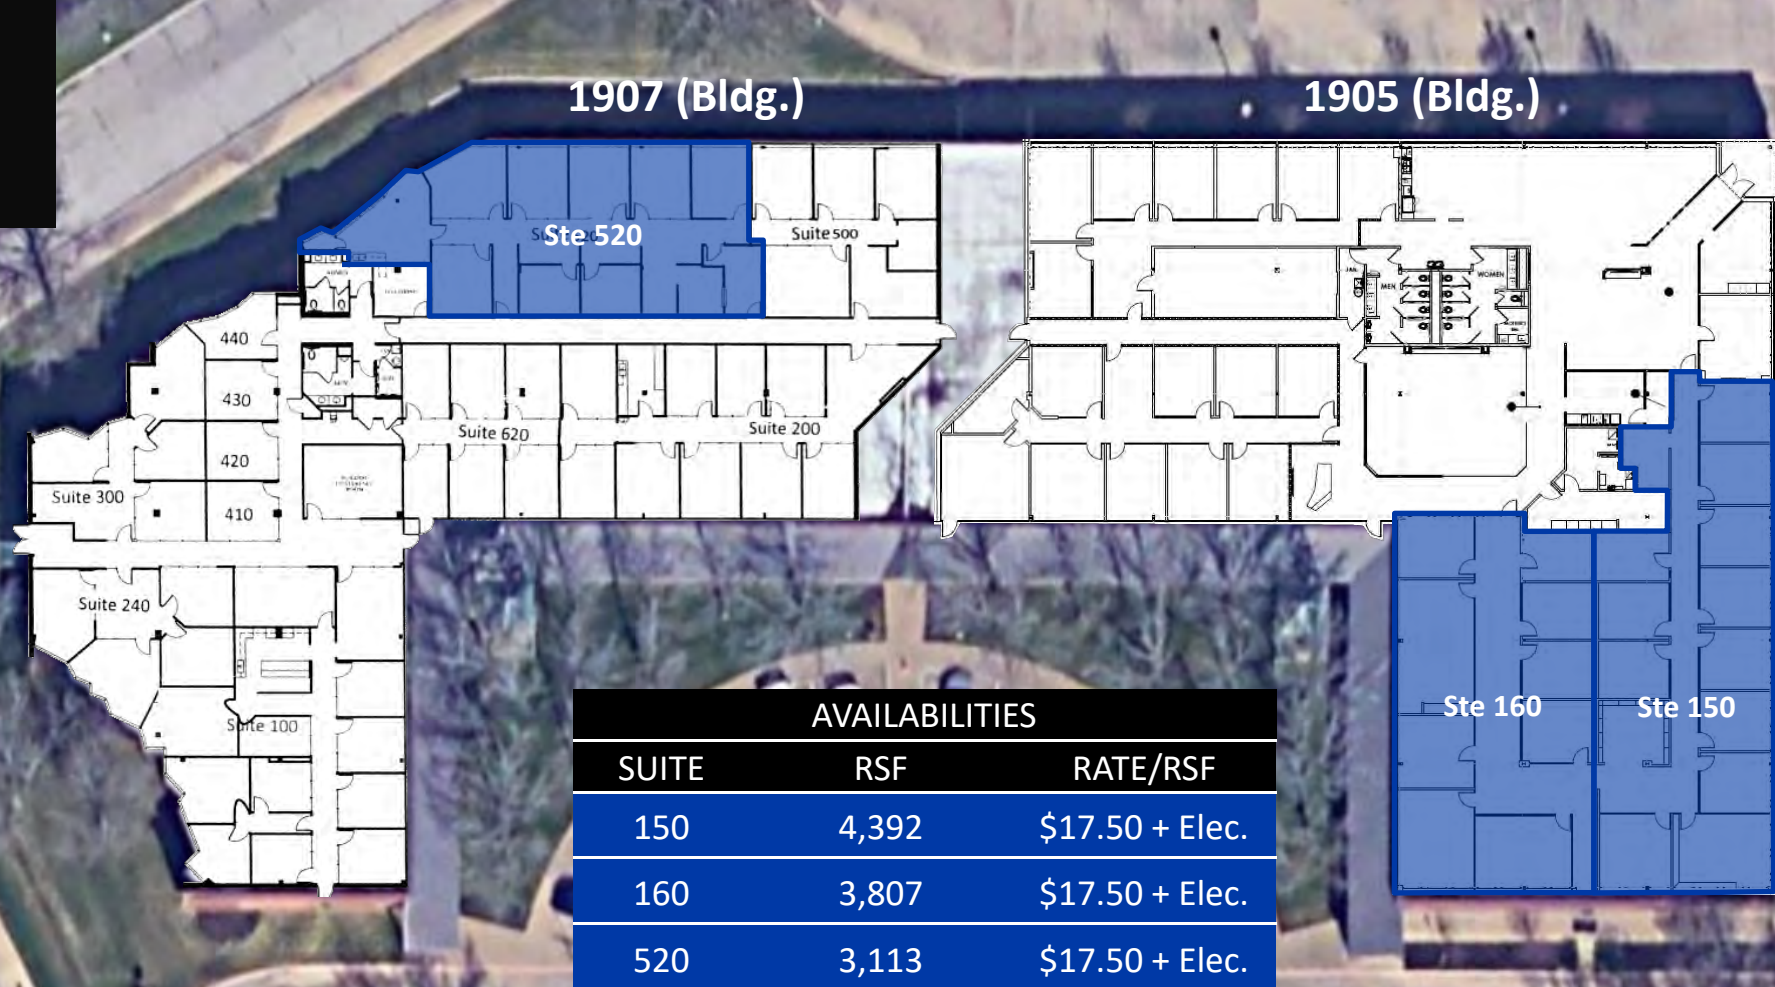 1907 (Bldg.)
1905 (Bldg.)
Ste 520
Suite 500
440
430
420
410
Suite 300
Suite 620
Suite 200
JAN.
MEN
WOMEN
Suite 240
Suite 100
Ste 160
Ste 150
AVAILABILITIES
SUITE RSF RATE/RSF
150 4,392 $17.50 + Elec.
160 3,807 $17.50 + Elec.
520 3,113 $17.50 + Elec.